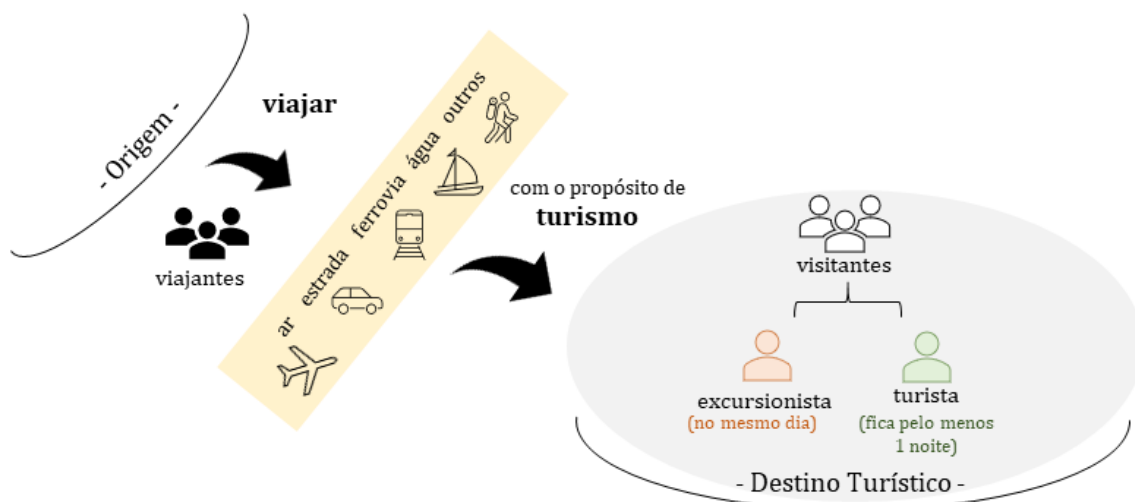 - Origem -
viajar
viajantes
ar estrada ferrovia água outros
com o propósito de
turismo
visitantes
excursionista
(no mesmo dia)
turista
(fica pelo menos
1 noite)
- Destino Turístico -